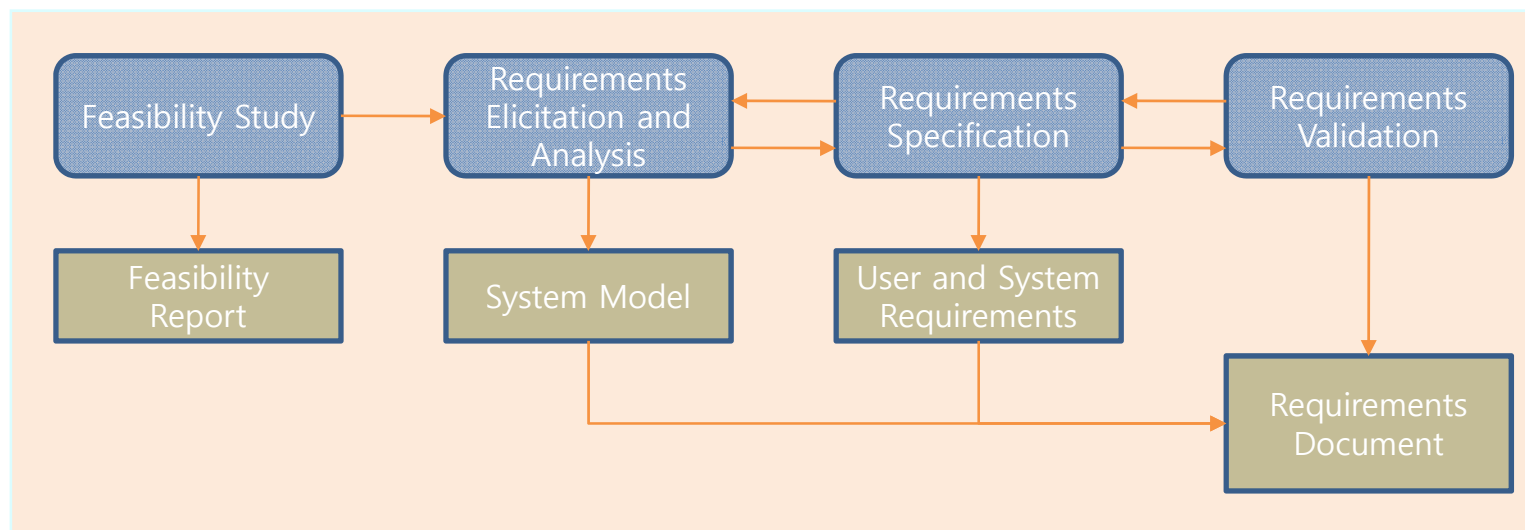 Feasibility Study
Requirements
Elicitation and
Analysis
Requirements
Specification
Requirements
Validation
Feasibility
Report
System Model
User and System
Requirements
Requirements
Document